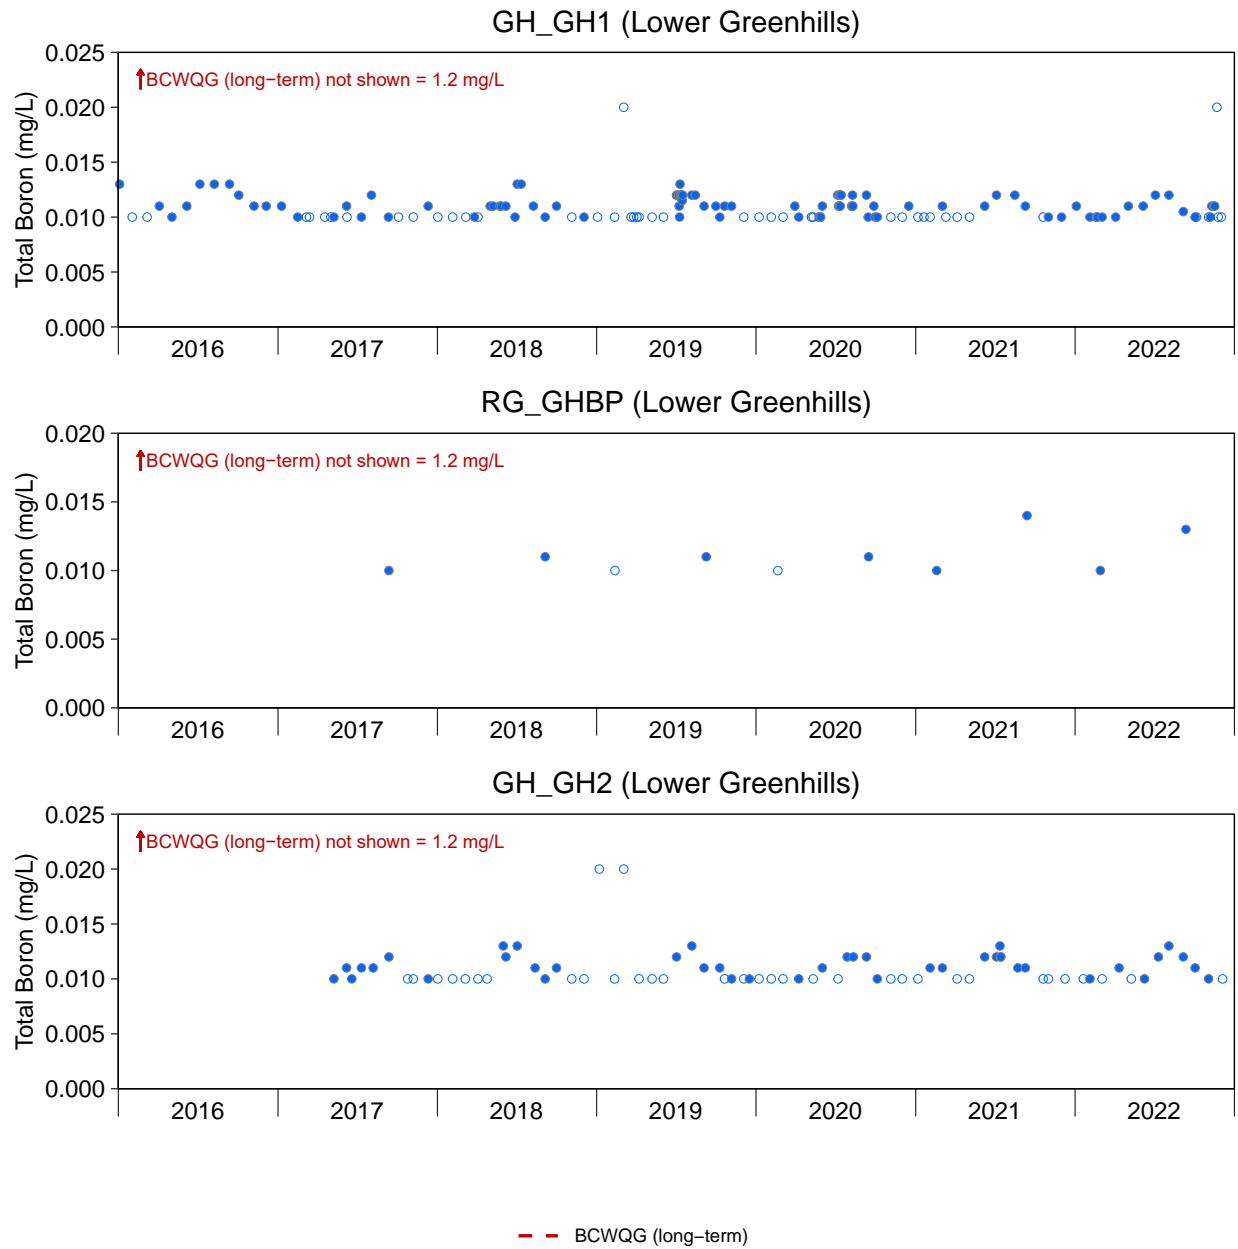 GH_GH1 (Lower Greenhills)
0.025
0.020
0.015
0.010
0.005
0.000
Total Boron (mg/L)
BCWQG (long−term) not shown = 1.2 mg/L
2016 2017 2018 2019 2020 2021 2022
RG_GHBP (Lower Greenhills)
0.020
0.015
0.010
0.005
0.000
Total Boron (mg/L)
BCWQG (long−term) not shown = 1.2 mg/L
2016 2017 2018 2019 2020 2021 2022
GH_GH2 (Lower Greenhills)
0.025
0.020
0.015
0.010
0.005
0.000
Total Boron (mg/L)
BCWQG (long−term) not shown = 1.2 mg/L
2016 2017 2018 2019 2020 2021 2022
BCWQG (long−term)